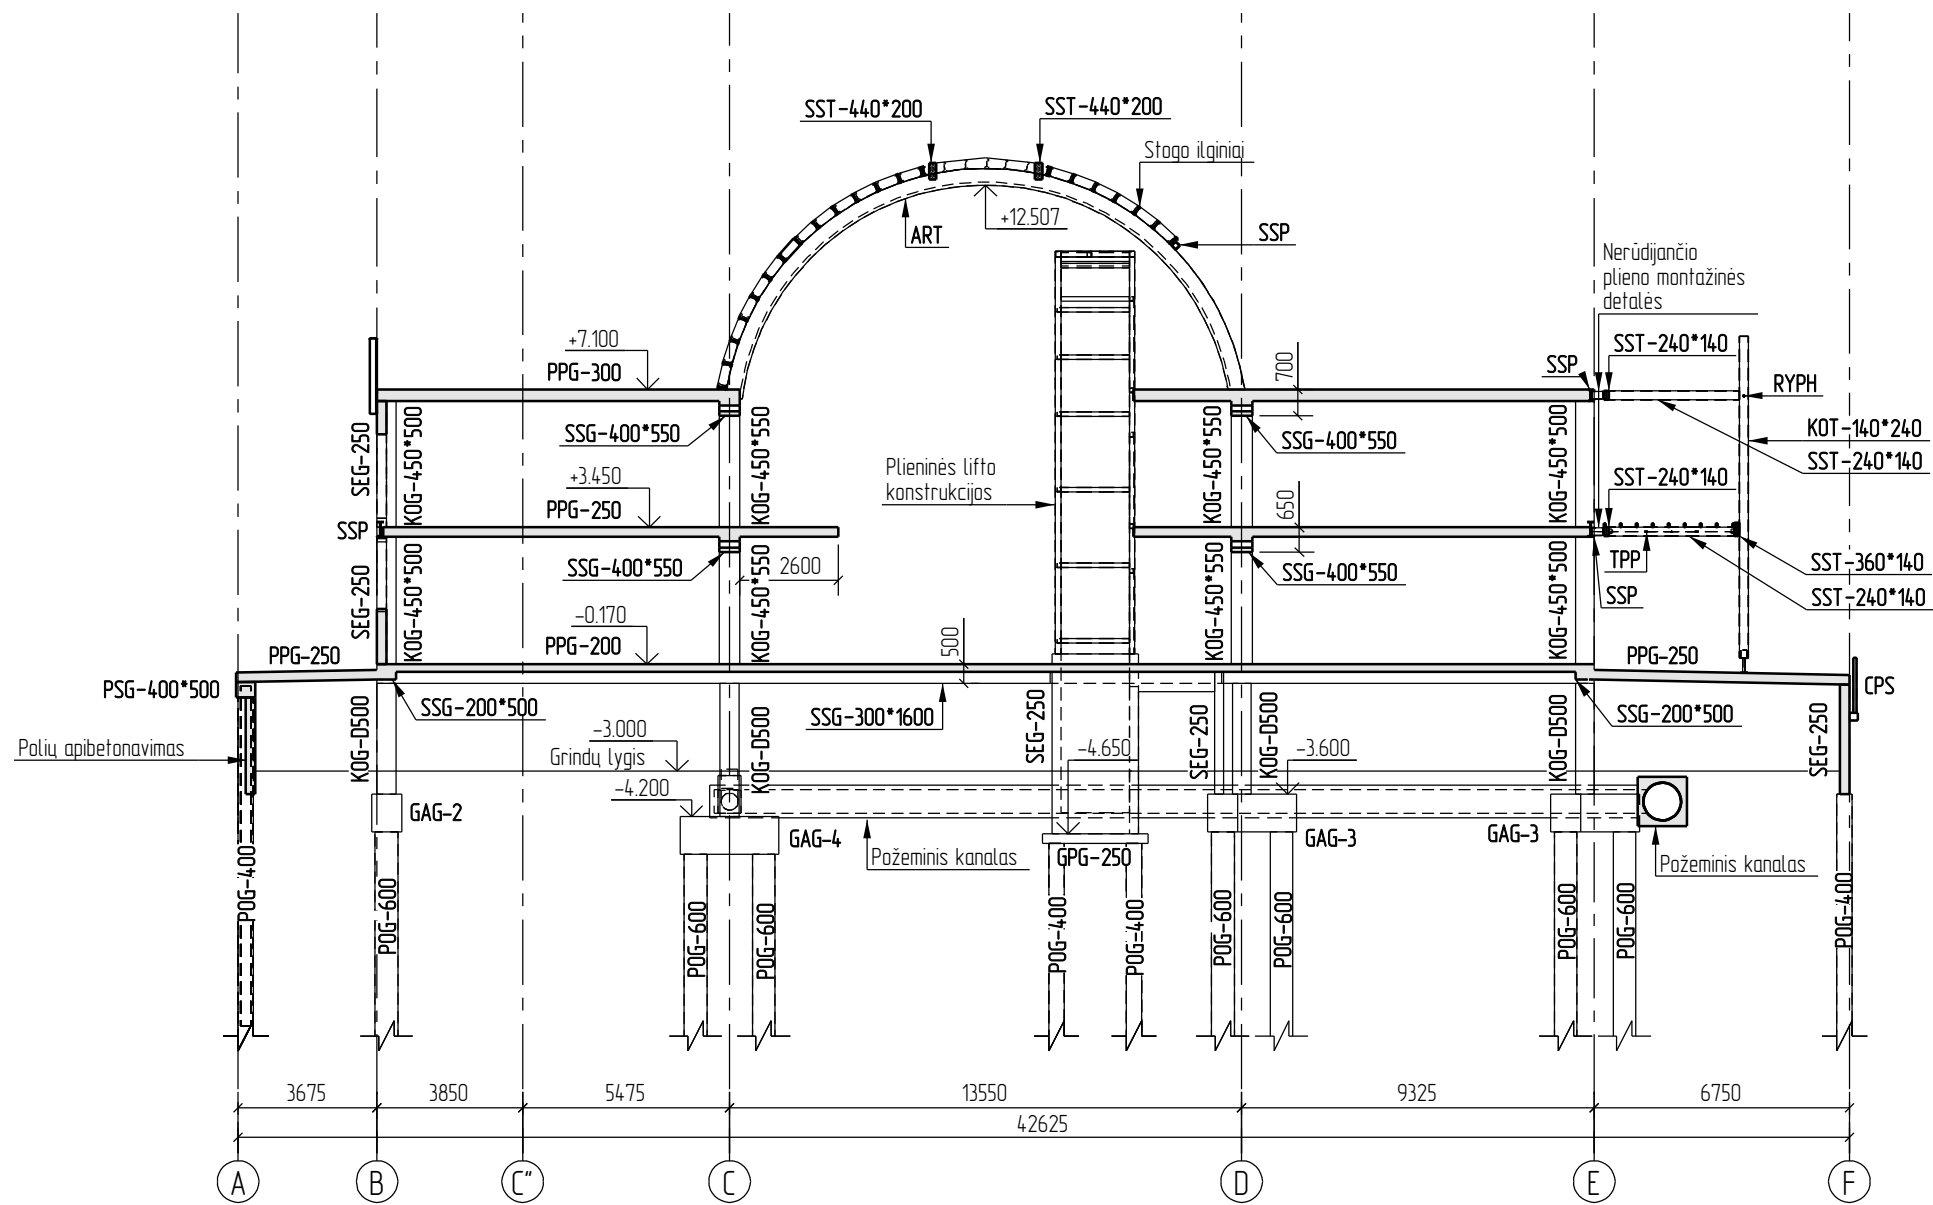 SST-440*200
SST-440*200
Stogo ilginiai
+12.507
ART
SSP
Nerūdijančio
plieno montažinės
detalės
+7.100
PPG-300
700
SSP
SST-240*140
RYPH
SEG-250
KOG-450*500
SSG-400*550
KOG-450*550
KOG-450*550
SSG-400*550
KOG-450*500
KOT-140*240
SST-240*140
Plieninės lifto
konstrukcijos
+3.450
PPG-250
650
SST-240*140
SSP
SEG-250
KOG-450*500
SSG-400*550
2600
KOG-450*550
KOG-450*550
SSG-400*550
KOG-450*500
TPP
SSP
SST-360*140
SST-240*140
-0.170
PPG-200
500
PPG-250
PPG-250
PSG-400*500
SSG-200*500
SSG-300*1600
SSG-200*500
CPS
Polių apibetonavimas
KOG-D500
-3.000
Grindų lygis
KOG-D500
SEG-250
-4.650
SEG-250
KOG-D500
-3.600
KOG-D500
SEG-250
-4.200
GAG-2
GAG-4
Požeminis kanalas
GPG-250
GAG-3
GAG-3
Požeminis kanalas
POG-400
POG-600
POG-600
POG-600
POG-400
POG-400
POG-600
POG-600
POG-600
POG-600
POG-400
3675
3850
5475
13550
9325
6750
42625
A
B
C"
C
D
E
F